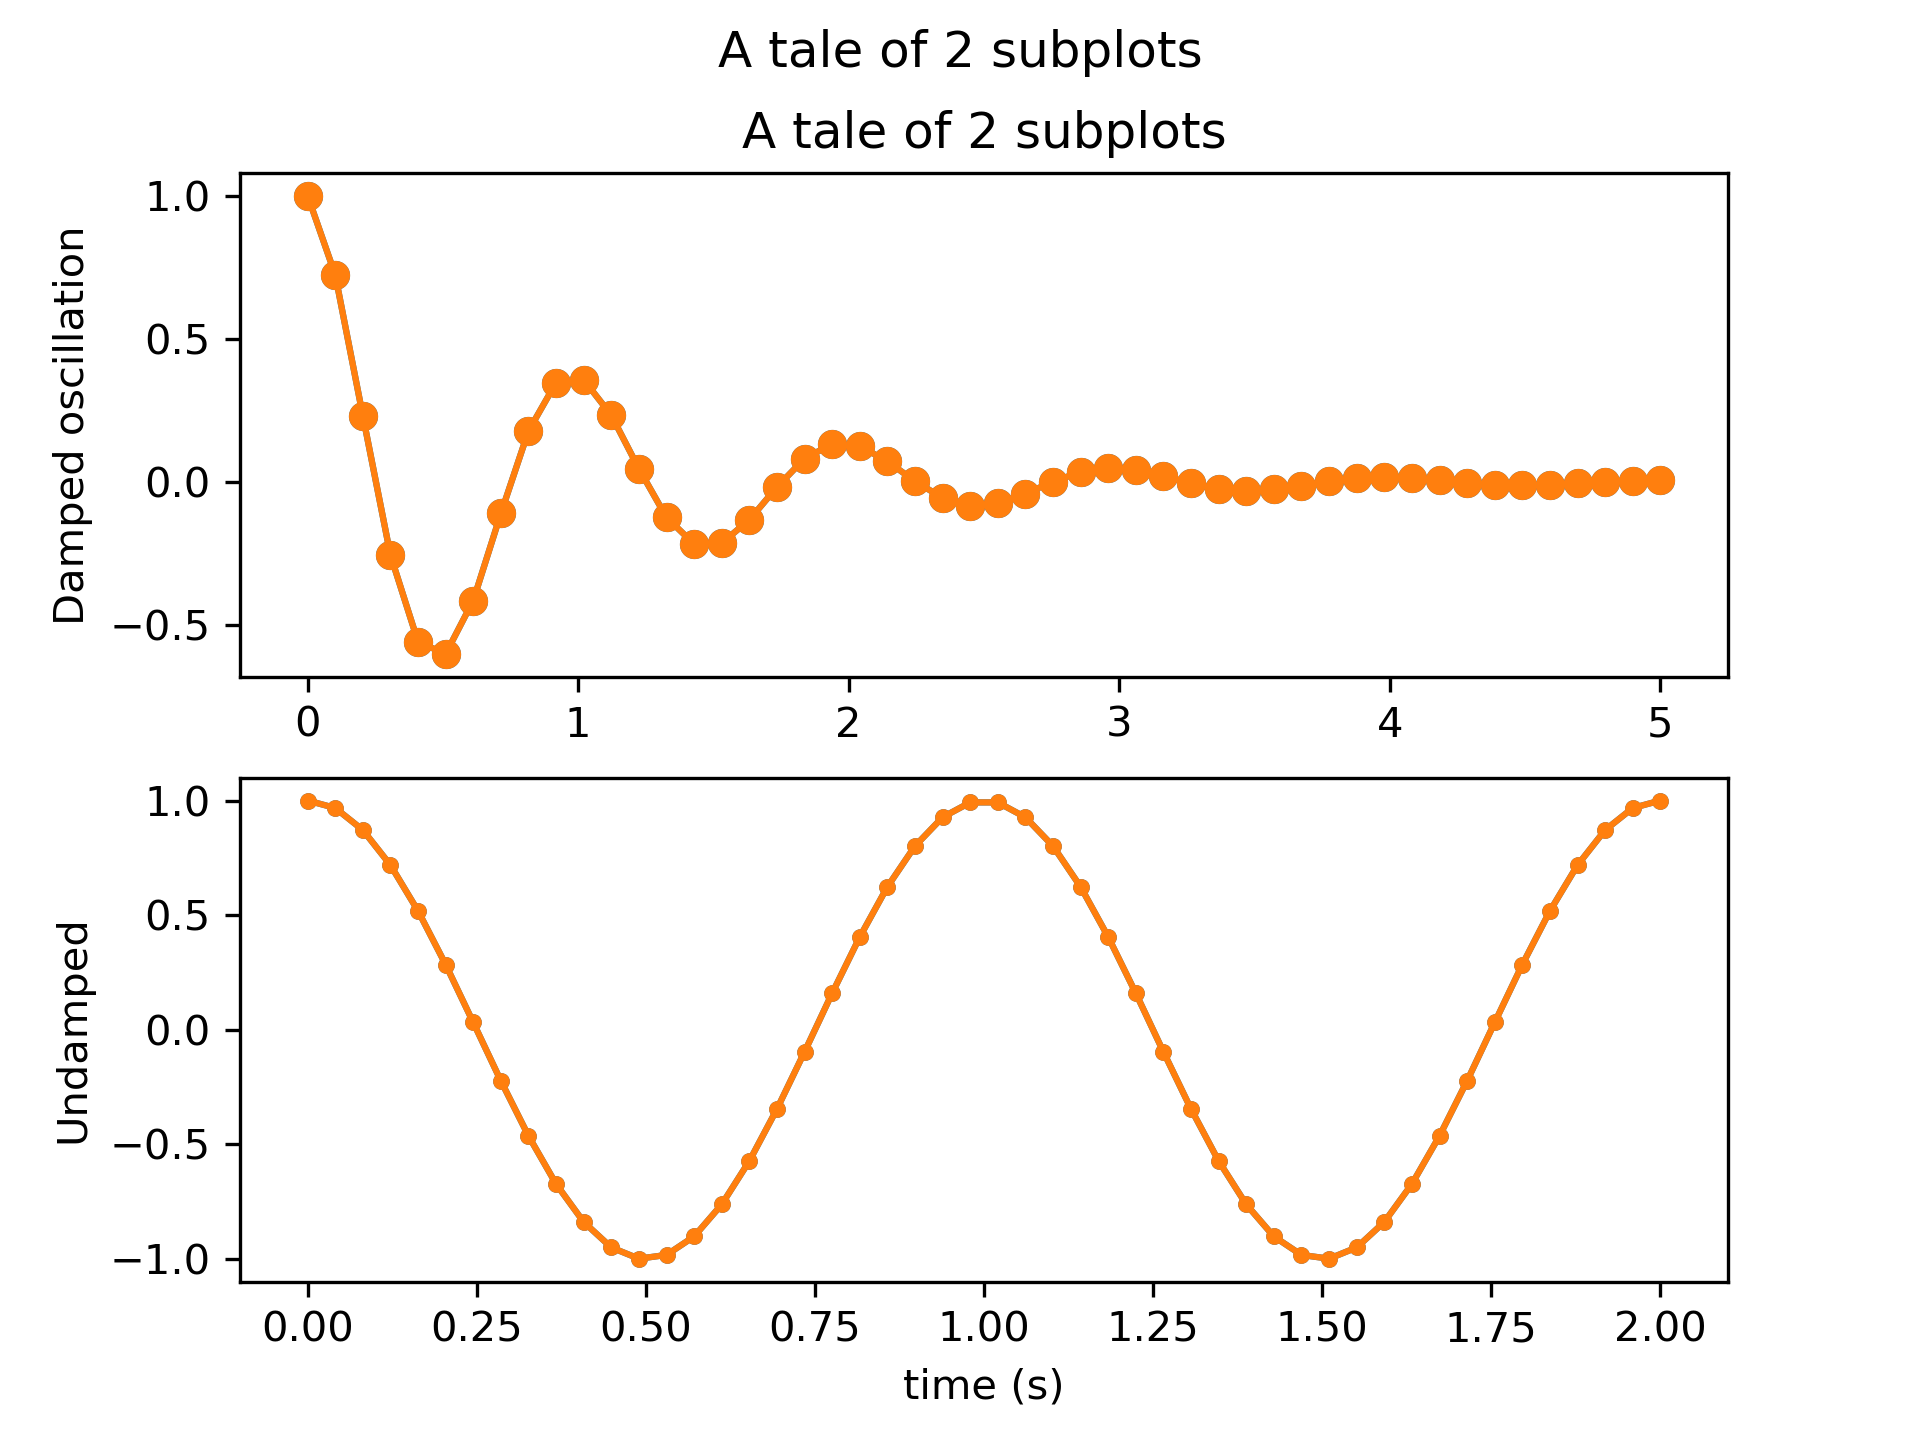 A tale of 2 subplots
A tale of 2 subplots
Damped oscillation
1.0
0.5
0.0
−0.5
0 1 2 3 4 5
Undamped
1.0
0.5
0.0
−0.5
−1.0
0.00 0.25 0.50 0.75 1.00 1.25 1.50 1.75 2.00
time (s)